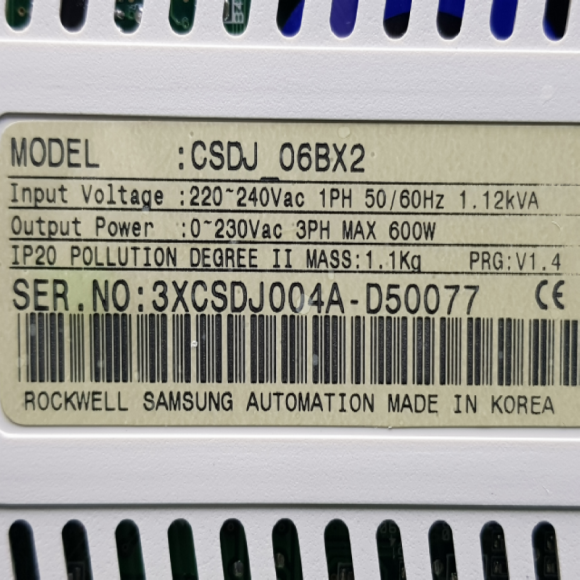 MODEL :CSDJ_06BX2
Input Voltage :220~240Vac 1PH 50/60Hz 1.12kVA
Output Power :0~230Vac 3PH MAX 600W
IP20 POLLUTION DEGREE II MASS:1.1Kg PRG:V1.4
SER.NO:3XCSDJ004A-D50077 CE
ROCKWELL SAMSUNG AUTOMATION MADE IN KOREA